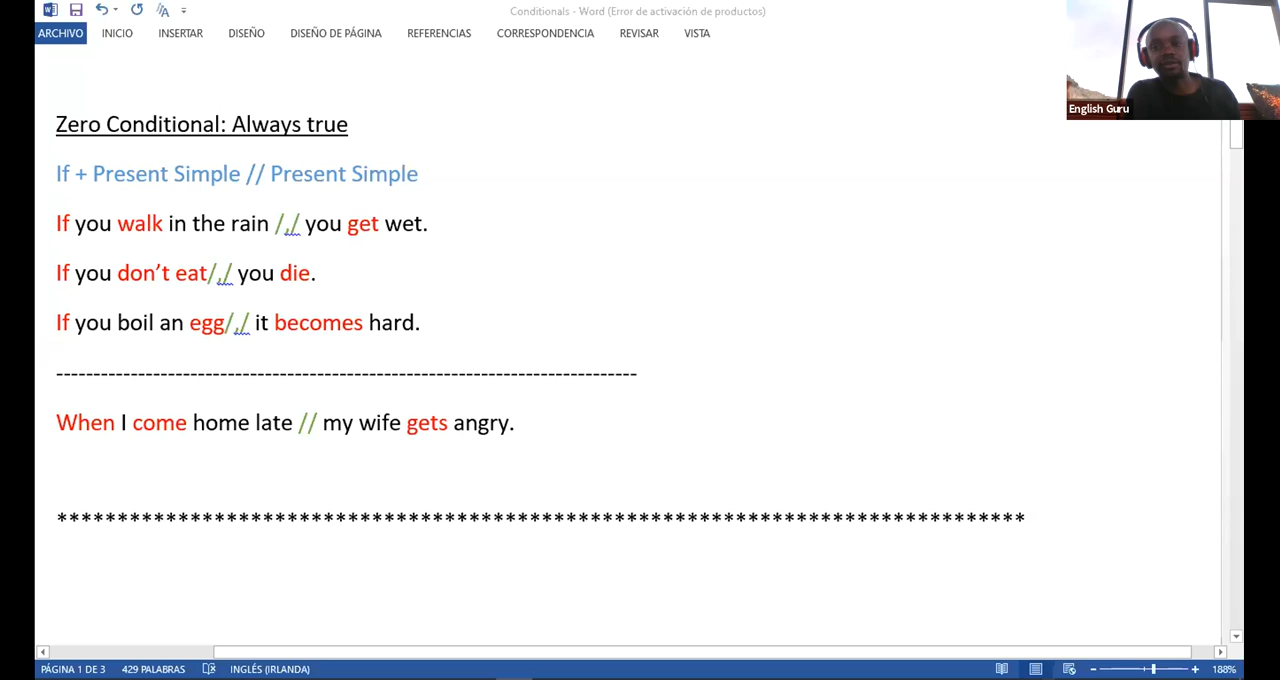 Conditionals - Word (Error de activación de productos)
ARCHIVO INICIO INSERTAR DISEÑO DISEÑO DE PÁGINA REFERENCIAS CORRESPONDENCIA REVISAR VISTA
English Guru
Zero Conditional: Always true
If + Present Simple // Present Simple
If you walk in the rain /,/ you get wet.
If you don’t eat/,/ you die.
If you boil an egg/,/ it becomes hard.
------------------------------------------------------------------------------
When I come home late // my wife gets angry.
********************************************************************************
PÁGINA 1 DE 3 429 PALABRAS INGLÉS (IRLANDA) 188%